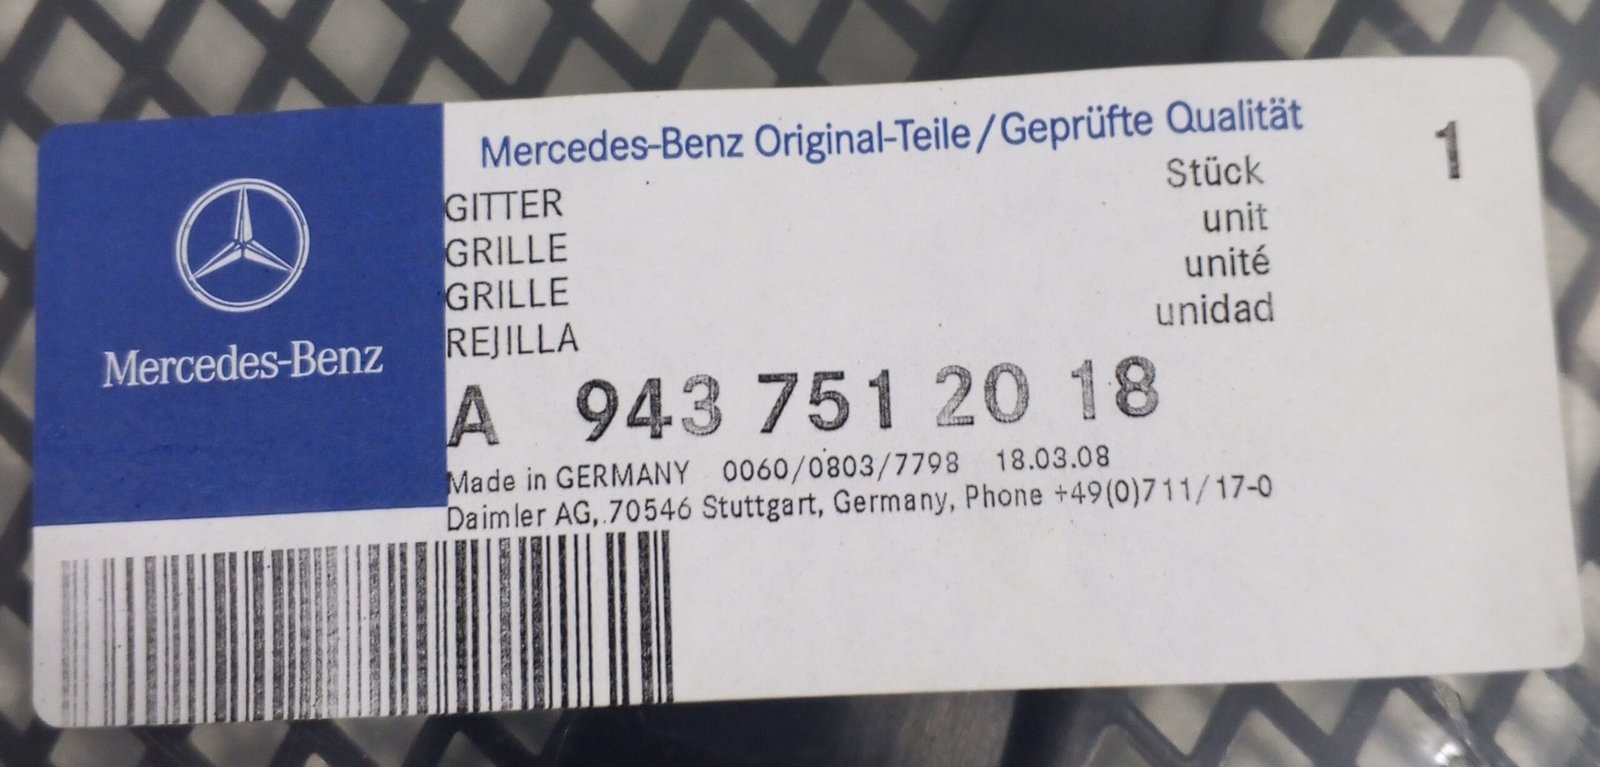 Mercedes-Benz
Mercedes-Benz Original-Teile/Geprüfte Qualität
GITTER Stück 1
GRILLE unit
GRILLE unité
REJILLA unidad
A 943 751 20 18
Made in GERMANY 0060/0803/7798 18.03.08
Daimler AG, 70546 Stuttgart, Germany, Phone +49(0)711/17-0